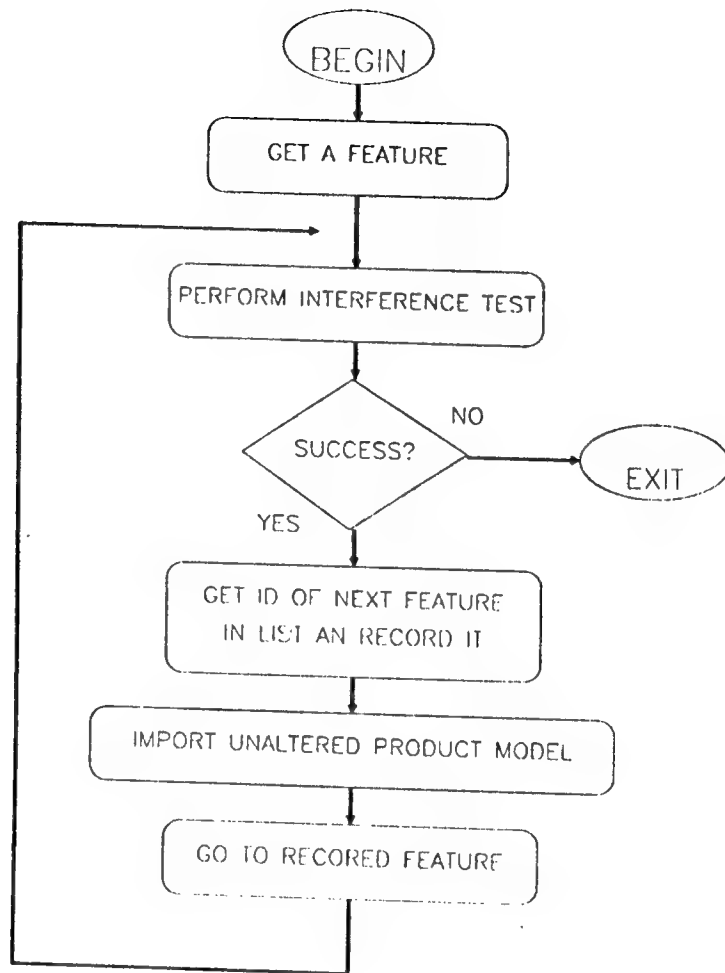 BEGIN
GET A FEATURE
PERFORM INTERFERENCE TEST
SUCCESS?
NO
EXIT
YES
GET ID OF NEXT FEATURE
IN LIST AN RECORD IT
IMPORT UNALTERED PRODUCT MODEL
GO TO RECORED FEATURE